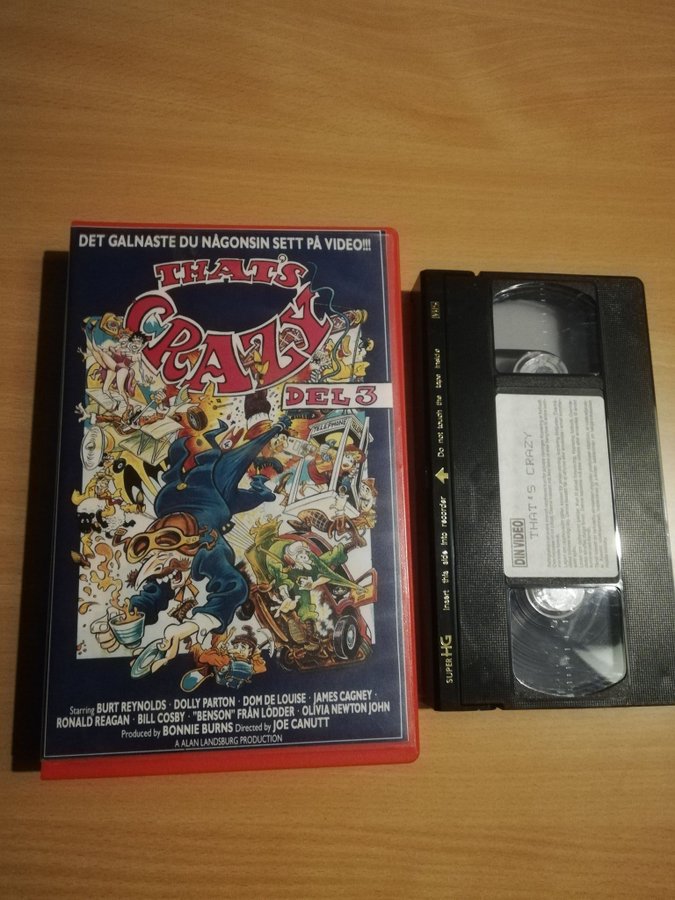 DET GALNASTE DU NÅGONSIN SETT PÅ VIDEO!!!
THAT'S
CRAZY
DEL 3
TELEPHONE
Starring BURT REYNOLDS · DOLLY PARTON · DOM DE LOUISE · JAMES CAGNEY ·
RONALD REAGAN · BILL COSBY · "BENSON" FRÅN LÖDDER · OLIVIA NEWTON JOHN
Produced by BONNIE BURNS Directed by JOE CANUTT
A ALAN LANDSBURG PRODUCTION
SUPER HG Insert this side into recorder Do not touch the tape inside
DIN VIDEO
THAT'S CRAZY